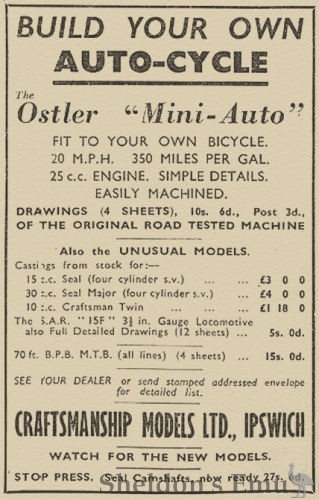 BUILD YOUR OWN
AUTO-CYCLE
The
Ostler "Mini-Auto"
FIT TO YOUR OWN BICYCLE.
20 M.P.H. 350 MILES PER GAL.
25 c.c. ENGINE. SIMPLE DETAILS.
EASILY MACHINED.
DRAWINGS (4 SHEETS), 10s. 6d., Post 3d.,
OF THE ORIGINAL ROAD TESTED MACHINE
Also the UNUSUAL MODELS.
Castings from stock for:—
15 c.c. Seal (four cylinder s.v.) ... ... £3 0 0
30 c.c. Seal Major (four cylinder s.v.) ... £4 0 0
10 c.c. Craftsman Twin ... ... ... £1 18 0
The S.A.R. "15F" 3½ in. Gauge Locomotive
also Full Detailed Drawings (12 sheets) ... 5s. 0d.
70 ft. B.P.B. M.T.B. (all lines) (4 sheets) ... 15s. 0d.
SEE YOUR DEALER or send stamped addressed envelope
for detailed list.
CRAFTSMANSHIP MODELS LTD., IPSWICH
WATCH FOR THE NEW MODELS.
STOP PRESS. (Seal Camshafts, now ready 27s. 6d.
Sheldon's Emu